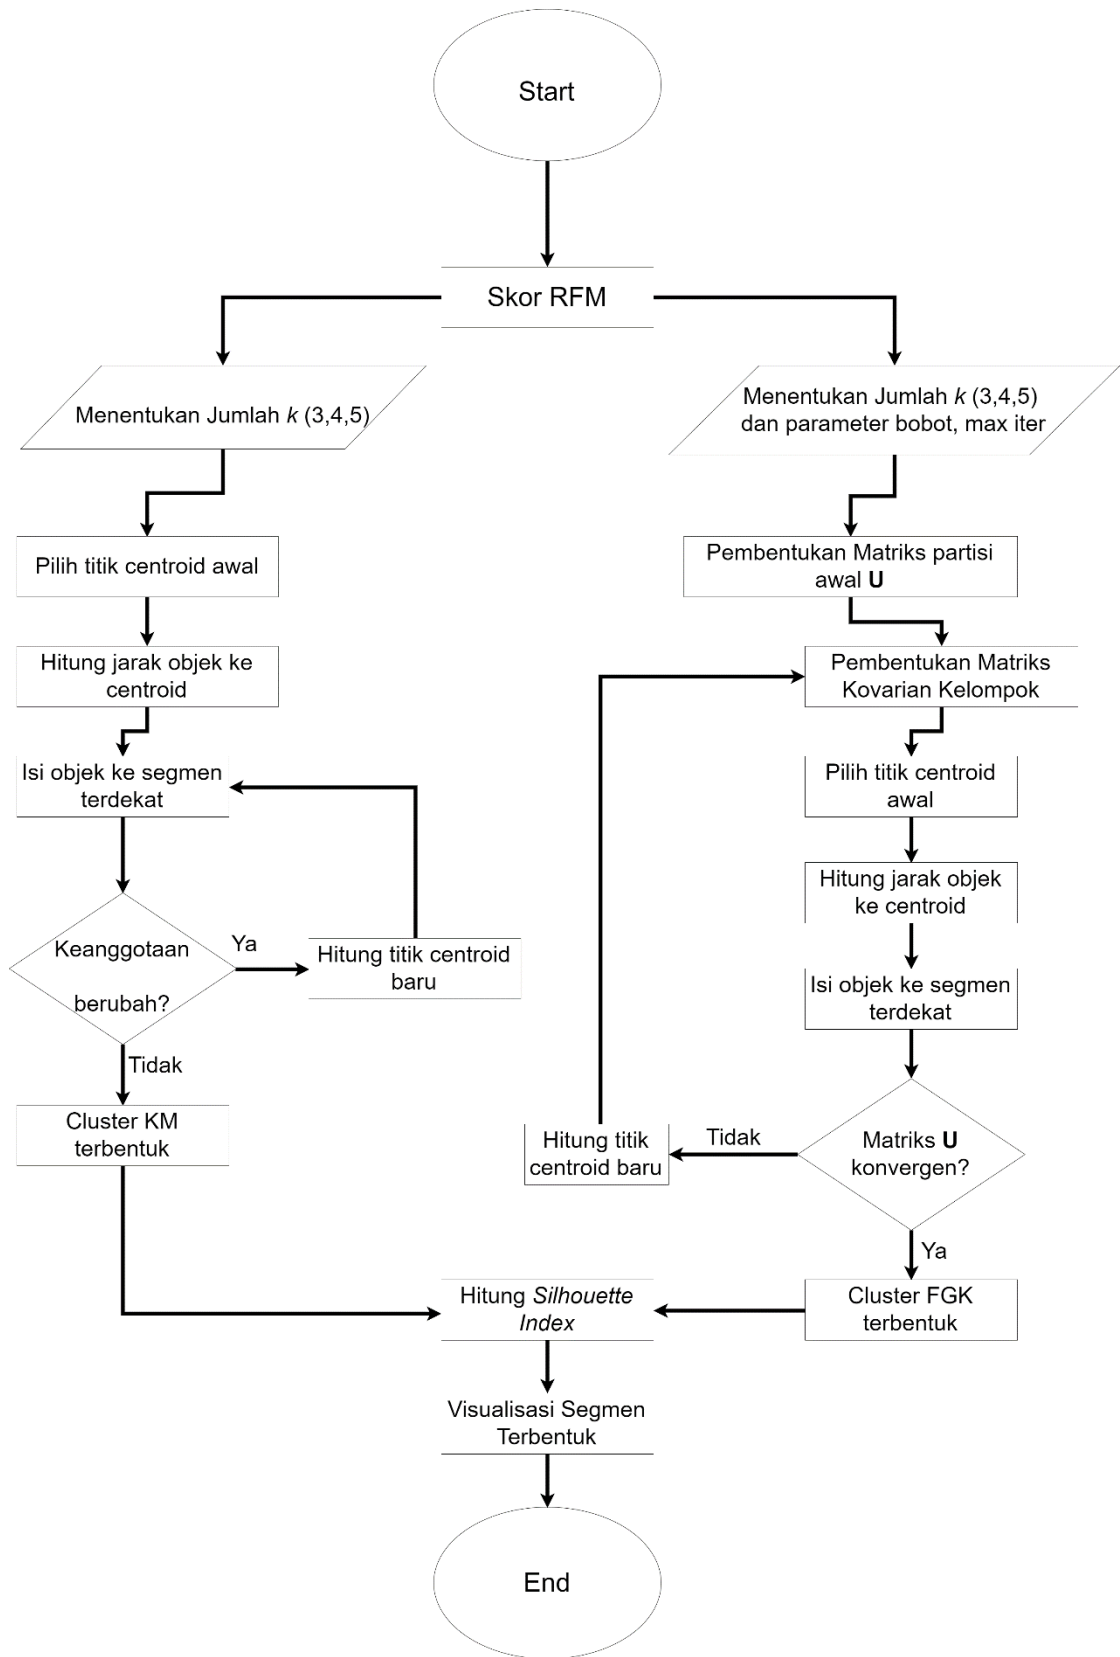 Start
Skor RFM
Menentukan Jumlah k (3,4,5)
Menentukan Jumlah k (3,4,5)
dan parameter bobot, max iter
Pilih titik centroid awal
Hitung jarak objek ke
centroid
Isi objek ke segmen
terdekat
Keanggotaan
berubah?
Ya
Hitung titik centroid
baru
Tidak
Cluster KM
terbentuk
Pembentukan Matriks partisi
awal U
Pembentukan Matriks
Kovarian Kelompok
Pilih titik centroid
awal
Hitung jarak objek
ke centroid
Isi objek ke segmen
terdekat
Matriks U
konvergen?
Tidak
Hitung titik
centroid baru
Ya
Cluster FGK
terbentuk
Hitung Silhouette
Index
Visualisasi Segmen
Terbentuk
End